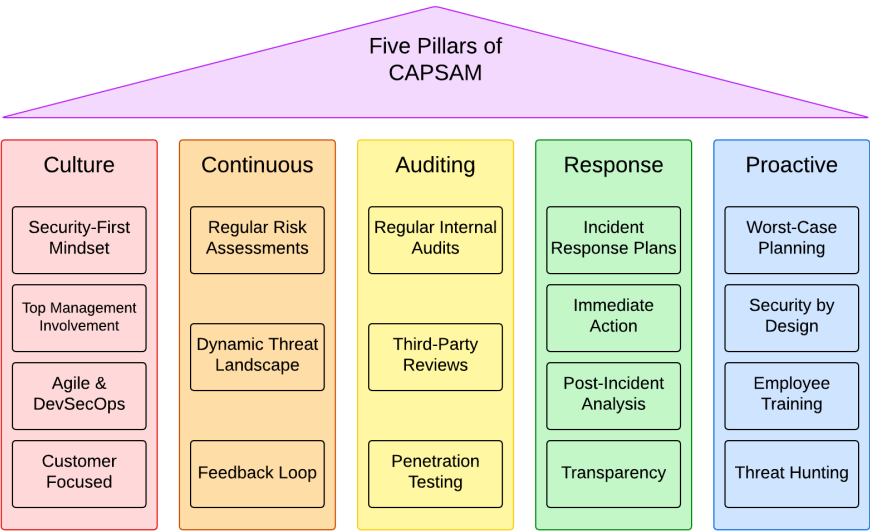 Five Pillars of
CAPSAM
Culture
Security-First
Mindset
Top Management
Involvement
Agile &
DevSecOps
Customer
Focused
Continuous
Regular Risk
Assessments
Dynamic Threat
Landscape
Feedback Loop
Auditing
Regular Internal
Audits
Third-Party
Reviews
Penetration
Testing
Response
Incident
Response Plans
Immediate
Action
Post-Incident
Analysis
Transparency
Proactive
Worst-Case
Planning
Security by
Design
Employee
Training
Threat Hunting